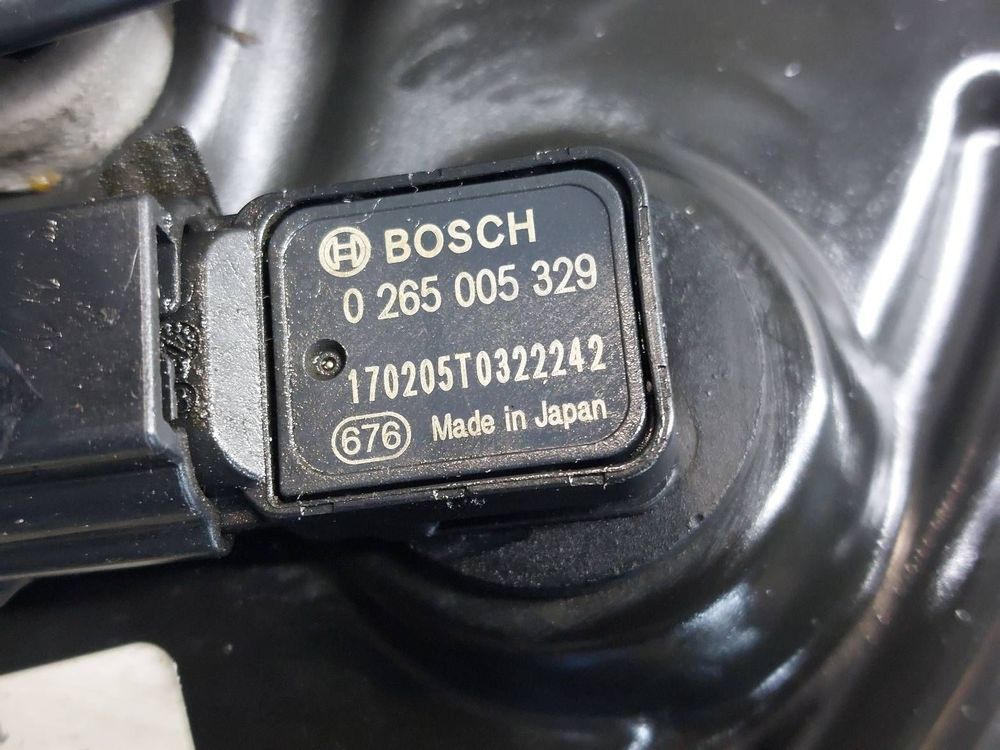 BOSCH
0 265 005 329
170205T0322242
676 Made in Japan